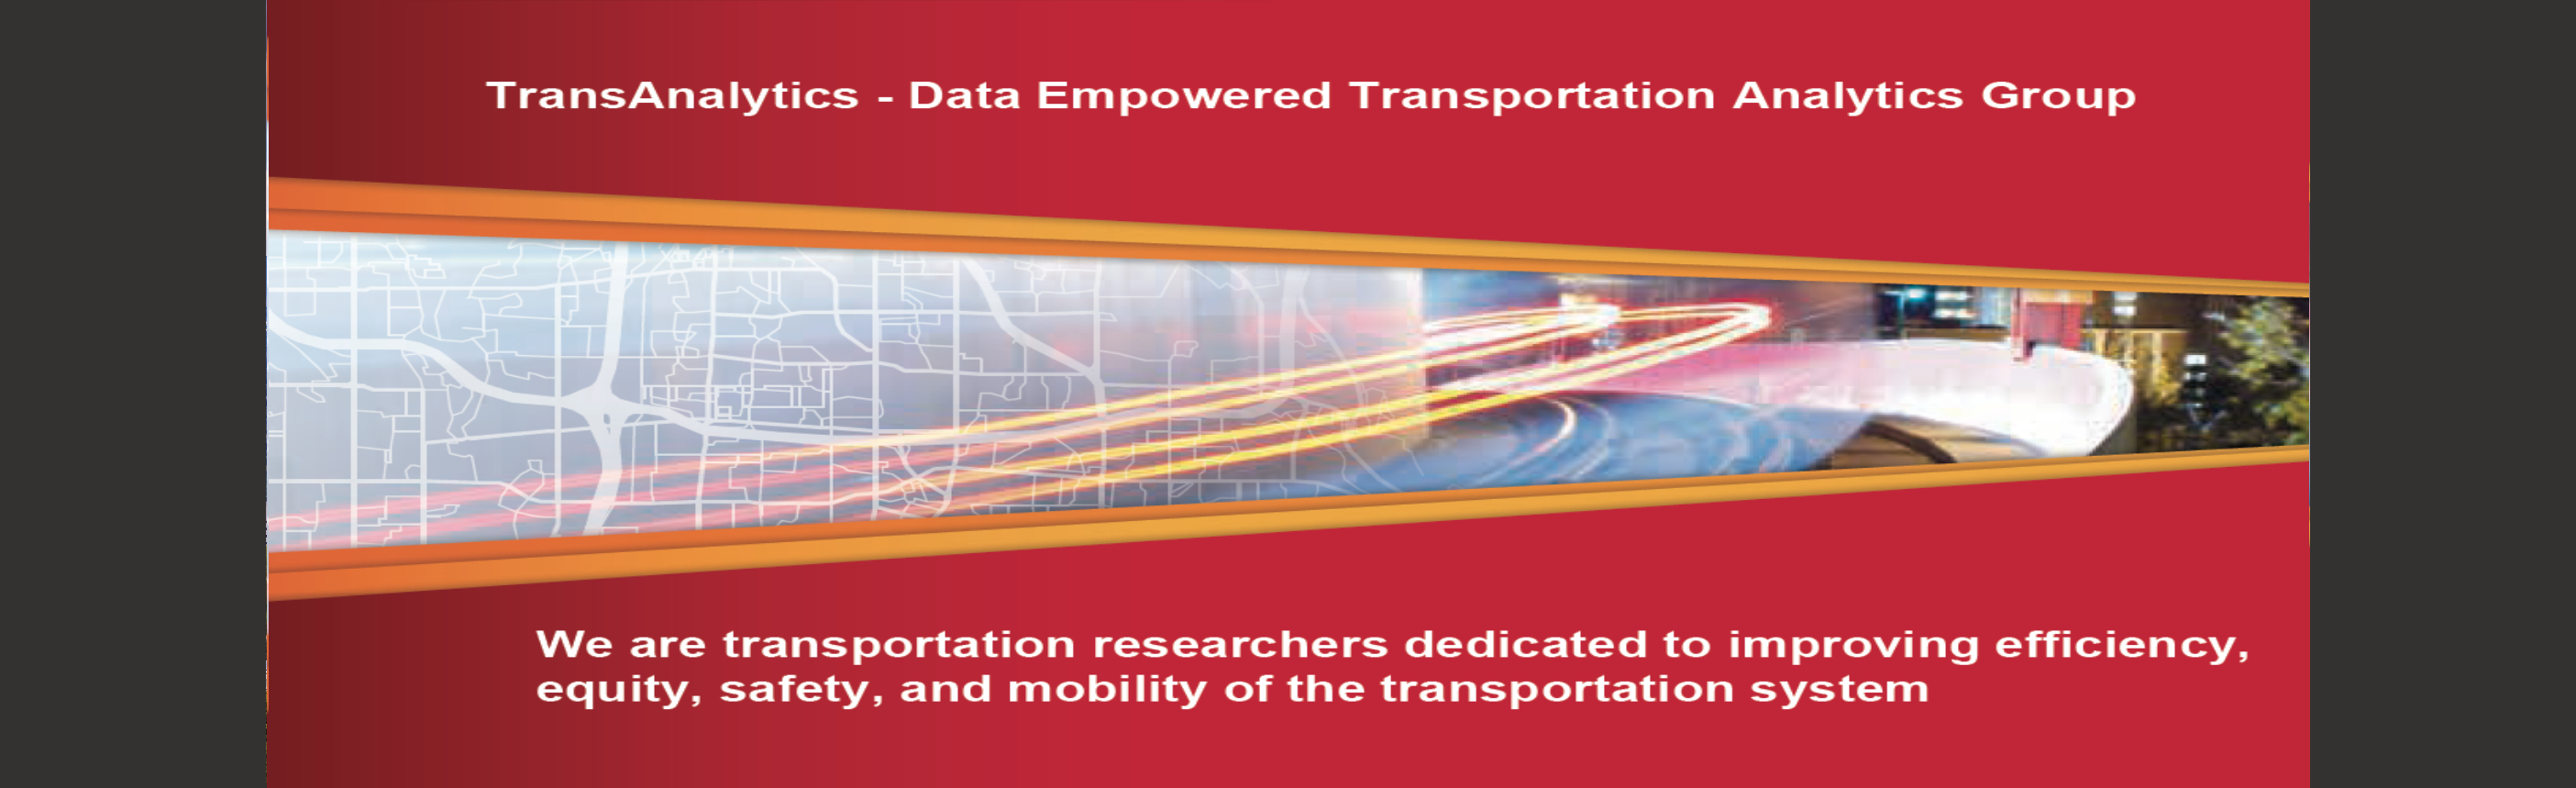 TransAnalytics - Data Empowered Transportation Analytics Group
We are transportation researchers dedicated to improving efficiency,
equity, safety, and mobility of the transportation system